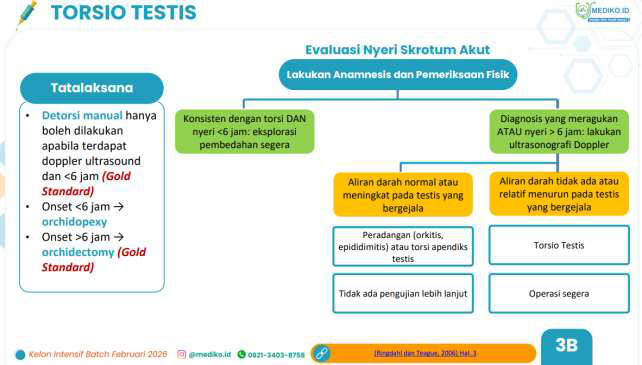 TORSIO TESTIS
MEDIKO.ID
Evaluasi Nyeri Skrotum Akut
Lakukan Anamnesis dan Pemeriksaan Fisik
Tatalaksana
• Detorsi manual hanya
boleh dilakukan
apabila terdapat
doppler ultrasound
dan <6 jam (Gold
Standard)
• Onset <6 jam →
orchidopexy
• Onset >6 jam →
orchidectomy (Gold
Standard)
Konsisten dengan torsi DAN
nyeri <6 jam: eksplorasi
pembedahan segera
Diagnosis yang meragukan
ATAU nyeri > 6 jam: lakukan
ultrasonografi Doppler
Aliran darah normal atau
meningkat pada testis yang
bergejala
Aliran darah tidak ada atau
relatif menurun pada testis
yang bergejala
Peradangan (orkitis,
epididimitis) atau torsi apendiks
testis
Torsio Testis
Tidak ada pengujian lebih lanjut
Operasi segera
Kelon Intensif Batch Februari 2026
@mediko.id
0821-3403-8758
(Ringdahl dan Teague, 2006) Hal. 3
3B